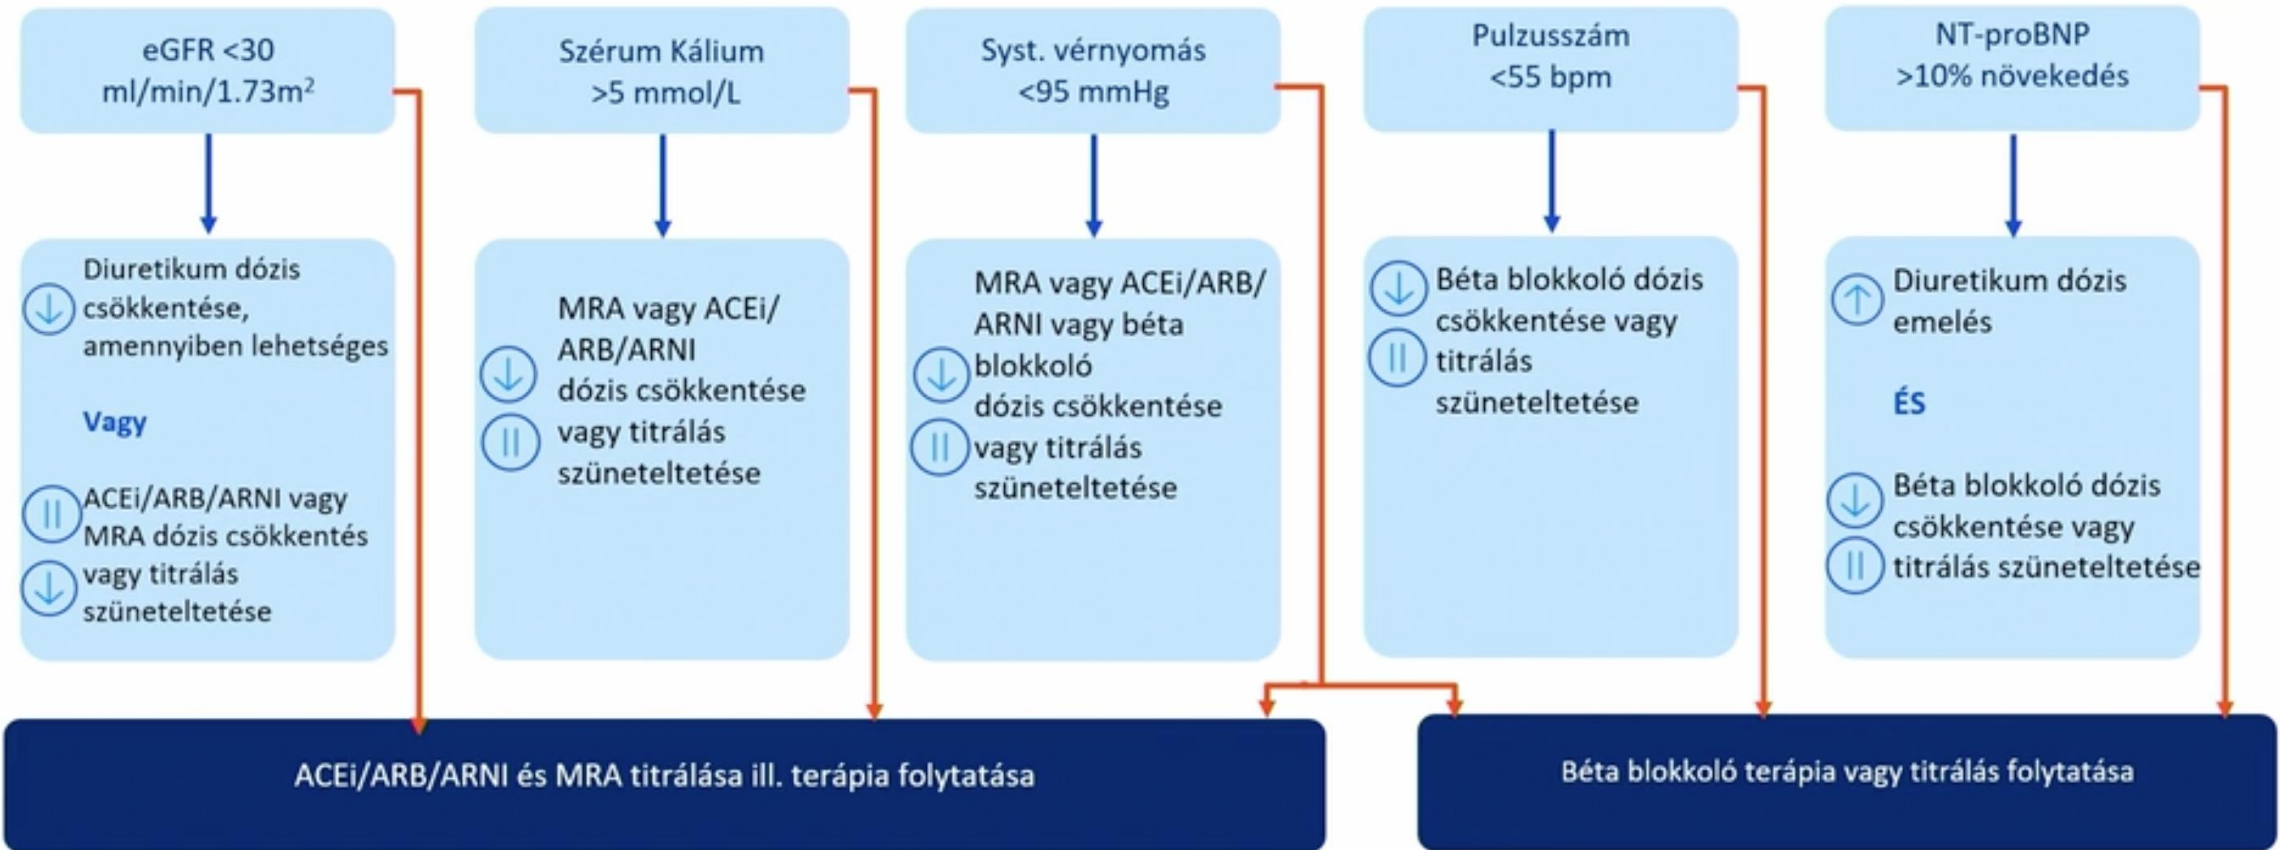 eGFR <30
ml/min/1.73m²
Szérum Kálium
>5 mmol/L
Syst. vérnyomás
<95 mmHg
Pulzusszám
<55 bpm
NT-proBNP
>10% növekedés
Diuretikum dózis
csökkentése,
amennyiben lehetséges
Vagy
ACEi/ARB/ARNI vagy
MRA dózis csökkentés
vagy titrálás
szüneteltetése
MRA vagy ACEi/
ARB/ARNI
dózis csökkentése
vagy titrálás
szüneteltetése
MRA vagy ACEi/ARB/
ARNI vagy béta
blokkoló
dózis csökkentése
vagy titrálás
szüneteltetése
Béta blokkoló dózis
csökkentése vagy
titrálás
szüneteltetése
Diuretikum dózis
emelés
ÉS
Béta blokkoló dózis
csökkentése vagy
titrálás szüneteltetése
ACEi/ARB/ARNI és MRA titrálása ill. terápia folytatása
Béta blokkoló terápia vagy titrálás folytatása